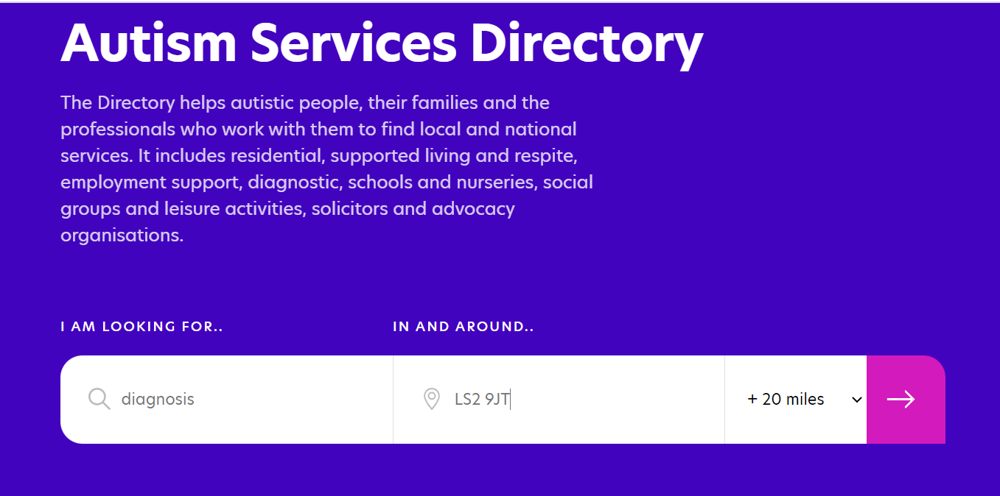 Autism Services Directory
The Directory helps autistic people, their families and the
professionals who work with them to find local and national
services. It includes residential, supported living and respite,
employment support, diagnostic, schools and nurseries, social
groups and leisure activities, solicitors and advocacy
organisations.
I AM LOOKING FOR..
IN AND AROUND..
diagnosis
LS2 9JT
+ 20 miles